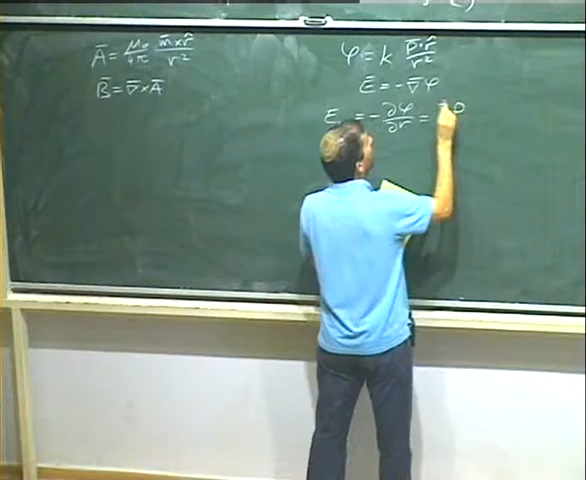 Ā = μ₀/4π m̄×r̂/r²
B̄ = ∇̄×Ā
φ = k p̄·r̂/r²
Ē = -∇̄φ
E = -∂φ/∂r =